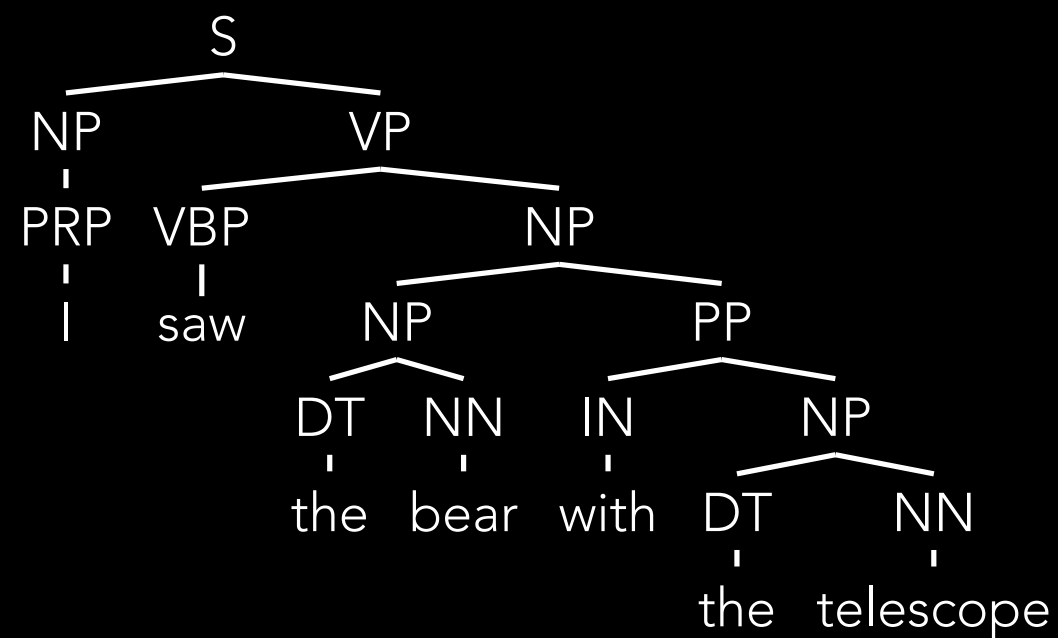 S
NP VP
PRP VBP NP
I saw NP PP
DT NN IN NP
the bear with DT NN
the telescope